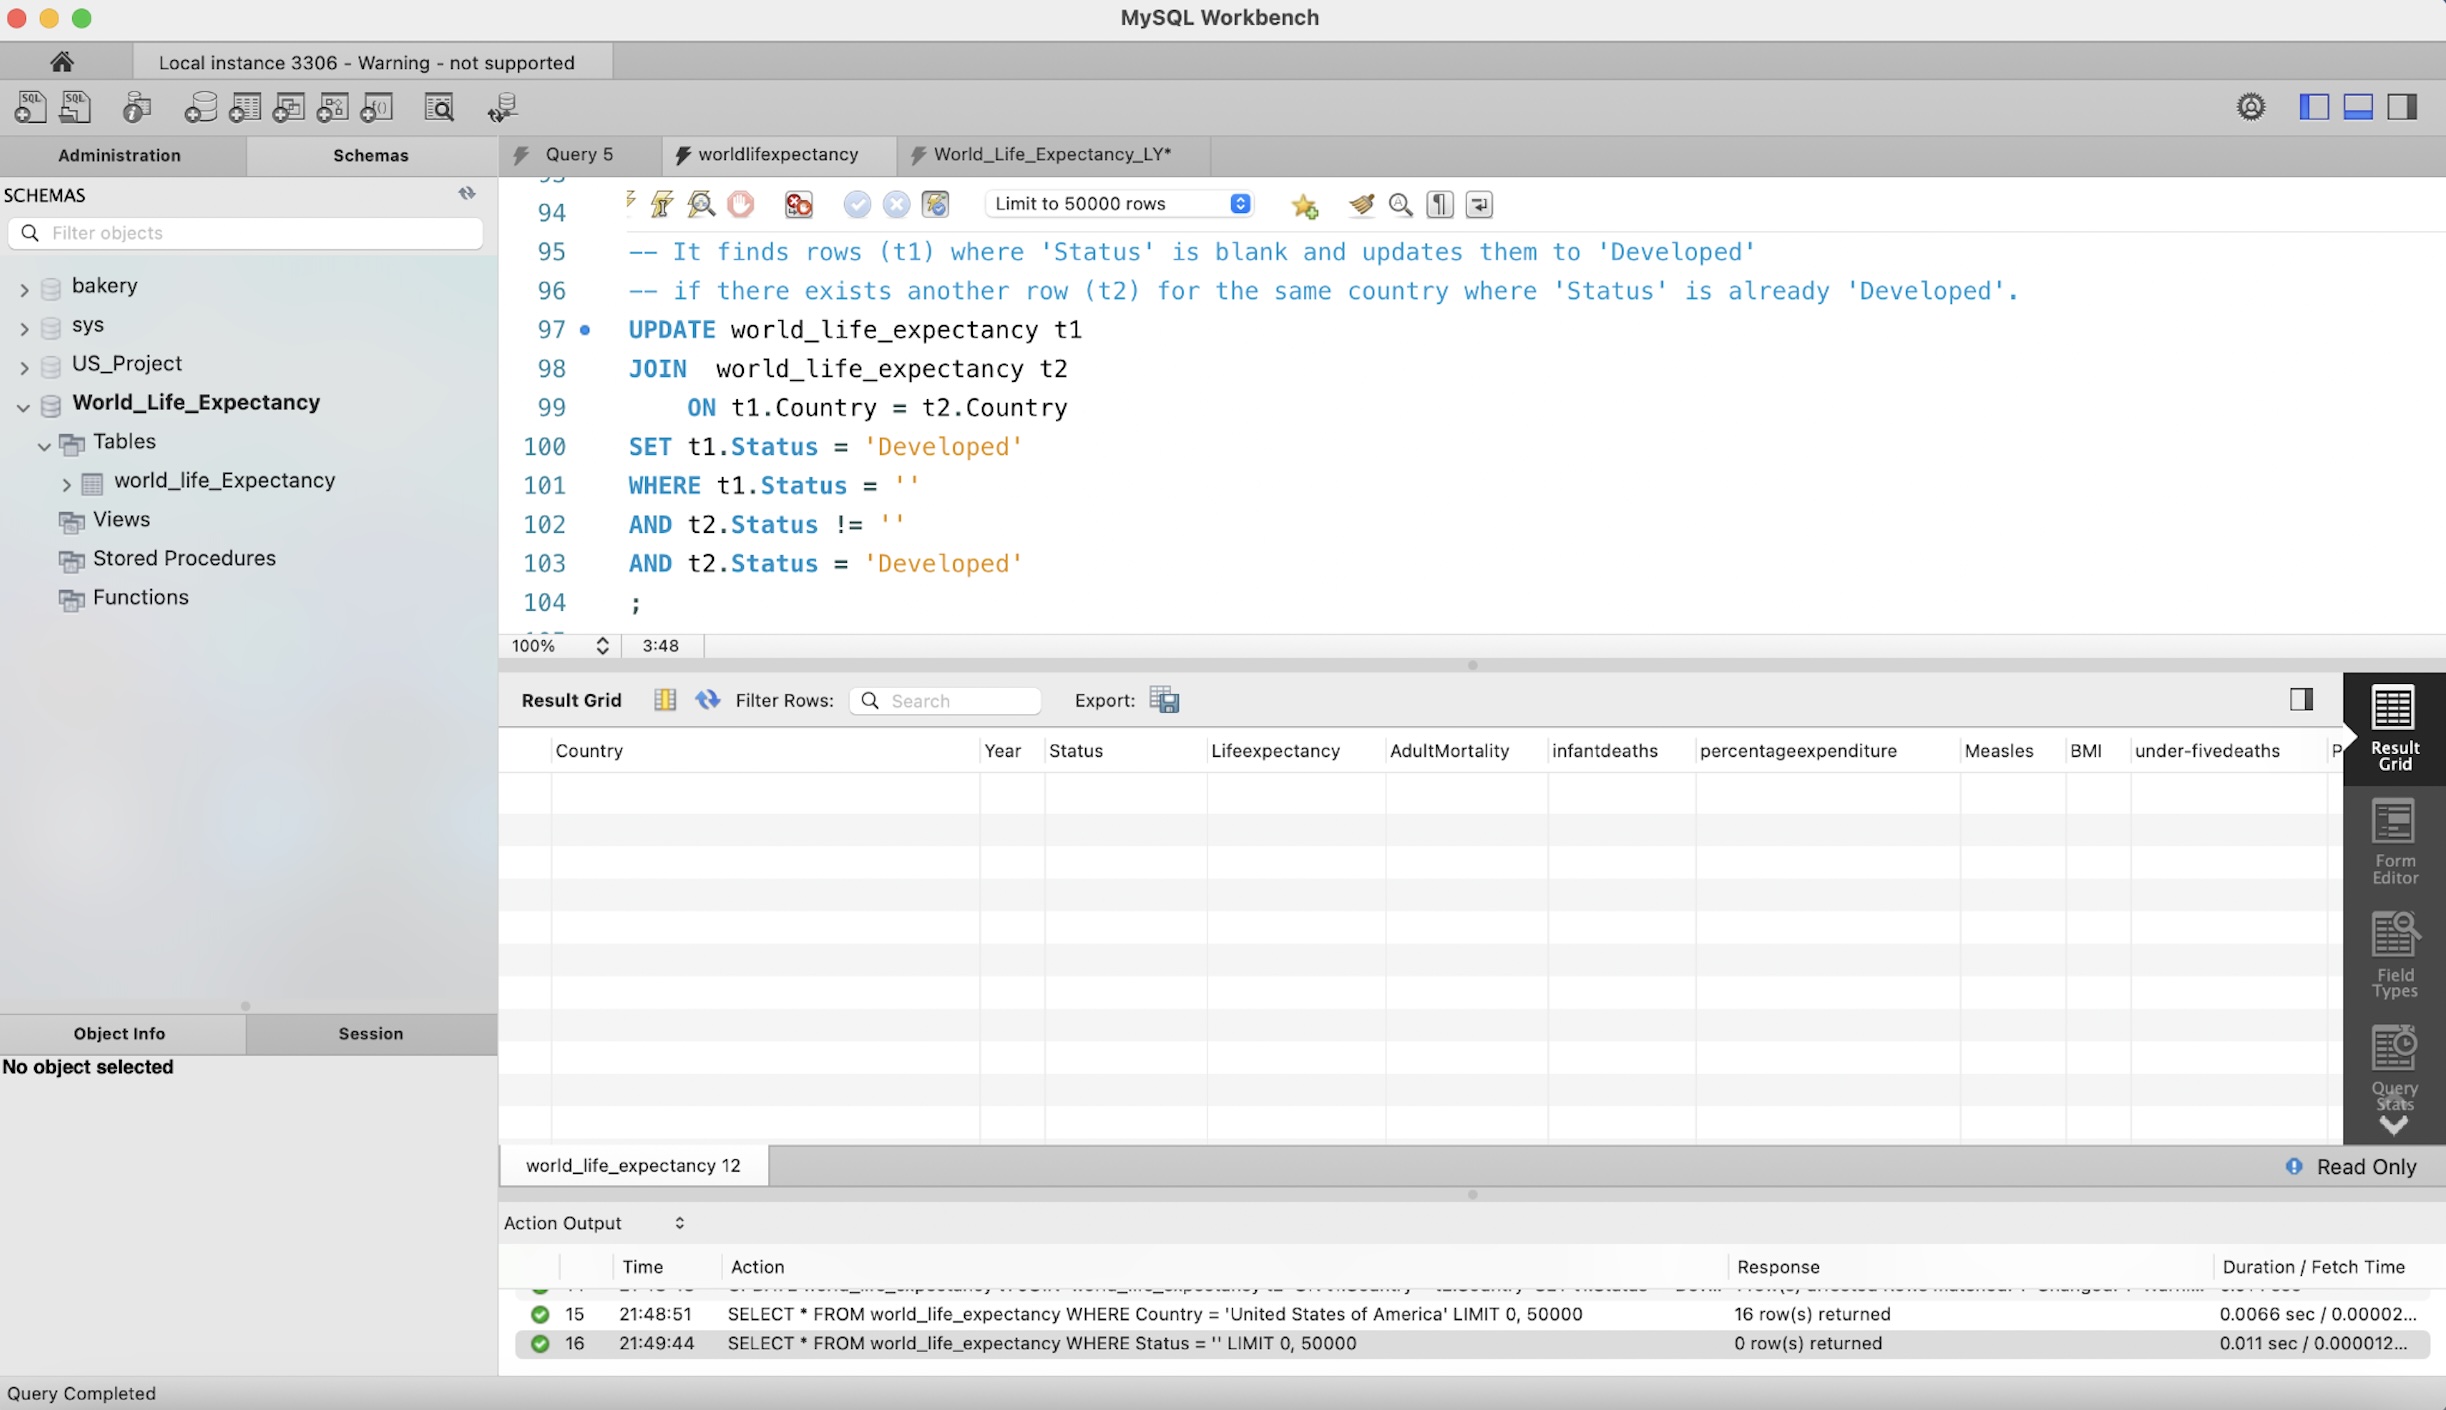 MySQL Workbench
Local instance 3306 - Warning - not supported
Administration
Schemas
Query 5
worldlifexpectancy
World_Life_Expectancy_LY*
SCHEMAS
Filter objects
bakery
sys
US_Project
World_Life_Expectancy
Tables
world_life_Expectancy
Views
Stored Procedures
Functions
Object Info
Session
No object selected
Limit to 50000 rows
94
95 -- It finds rows (t1) where 'Status' is blank and updates them to 'Developed'
96 -- if there exists another row (t2) for the same country where 'Status' is already 'Developed'.
97 UPDATE world_life_expectancy t1
98 JOIN  world_life_expectancy t2
99     ON t1.Country = t2.Country
100 SET t1.Status = 'Developed'
101 WHERE t1.Status = ''
102 AND t2.Status != ''
103 AND t2.Status = 'Developed'
104 ;
100% 3:48
Result Grid Filter Rows: Search Export:
Country Year Status Lifeexpectancy AdultMortality infantdeaths percentageexpenditure Measles BMI under-fivedeaths P
Result
Grid
Form
Editor
Field
Types
Query
Stats
world_life_expectancy 12
Read Only
Action Output
Time Action Response Duration / Fetch Time
15 21:48:51 SELECT * FROM world_life_expectancy WHERE Country = 'United States of America' LIMIT 0, 50000 16 row(s) returned 0.0066 sec / 0.00002...
16 21:49:44 SELECT * FROM world_life_expectancy WHERE Status = '' LIMIT 0, 50000 0 row(s) returned 0.011 sec / 0.000012...
Query Completed